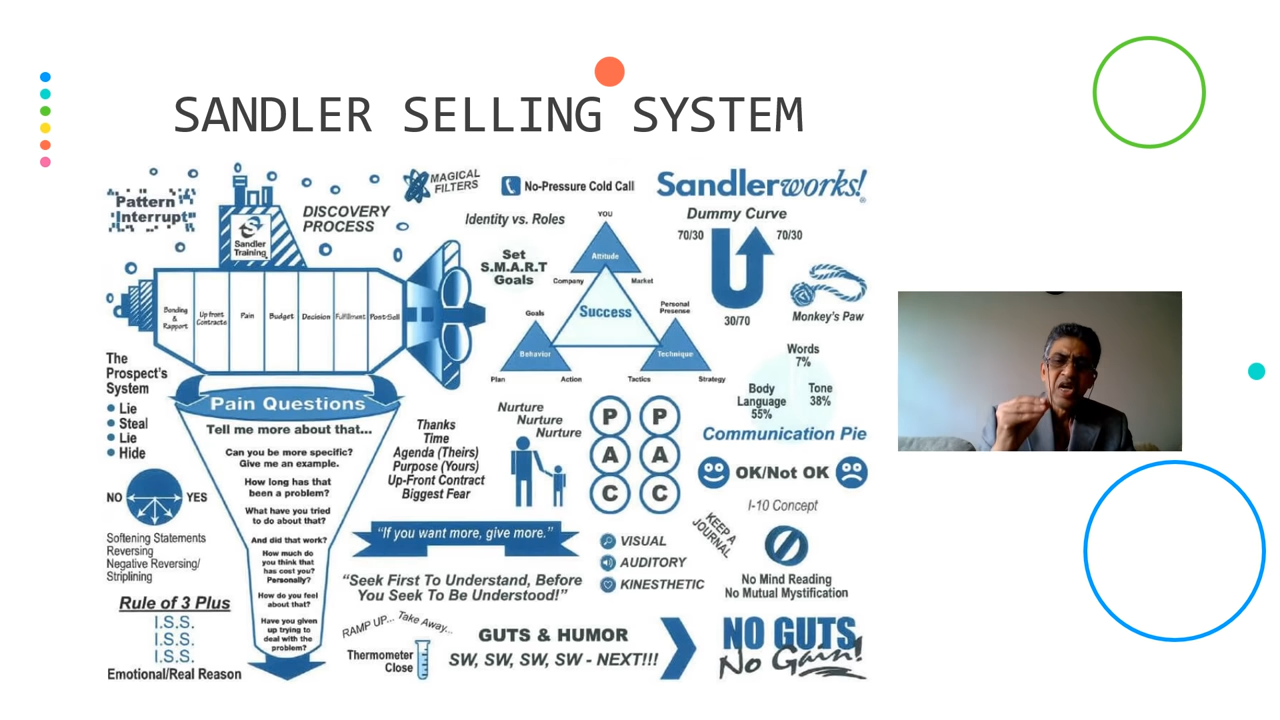 SANDLER SELLING SYSTEM
Pattern
Interrupt
Sandler
Training
DISCOVERY
PROCESS
MAGICAL
FILTERS
No-Pressure Cold Call
Sandlerworks!
Identity vs. Roles
Set
S.M.A.R.T
Goals
YOU
Attitude
Company
Market
Success
Goals
Behavior
Plan
Action
Personal
Presense
Technique
Tactics
Strategy
Dummy Curve
70/30
70/30
30/70
Monkey's Paw
Bonding
&
Rapport
Up front
Contracts
Pain
Budget
Decision
Fulfillment
Post-Sell
The
Prospect's
System
Lie
Steal
Lie
Hide
NO
YES
Softening Statements
Reversing
Negative Reversing/
Striplining
Rule of 3 Plus
I.S.S.
I.S.S.
I.S.S.
Emotional/Real Reason
Pain Questions
Tell me more about that...
Can you be more specific?
Give me an example.
How long has that
been a problem?
What have you tried
to do about that?
And did that work?
How much do
you think that
has cost you?
Personally?
How do you feel
about that?
Have you given
up trying to
deal with the
problem?
Thanks
Time
Agenda (Theirs)
Purpose (Yours)
Up-Front Contract
Biggest Fear
Nurture
Nurture
Nurture
P P
A A
C C
Words
7%
Body
Language
55%
Tone
38%
Communication Pie
OK/Not OK
I-10 Concept
KEEP A
JOURNAL
No Mind Reading
No Mutual Mystification
"If you want more, give more."
VISUAL
AUDITORY
KINESTHETIC
"Seek First To Understand, Before
You Seek To Be Understood!"
RAMP UP... Take Away...
Thermometer
Close
GUTS & HUMOR
SW, SW, SW, SW - NEXT!!!
NO GUTS
No Gain!